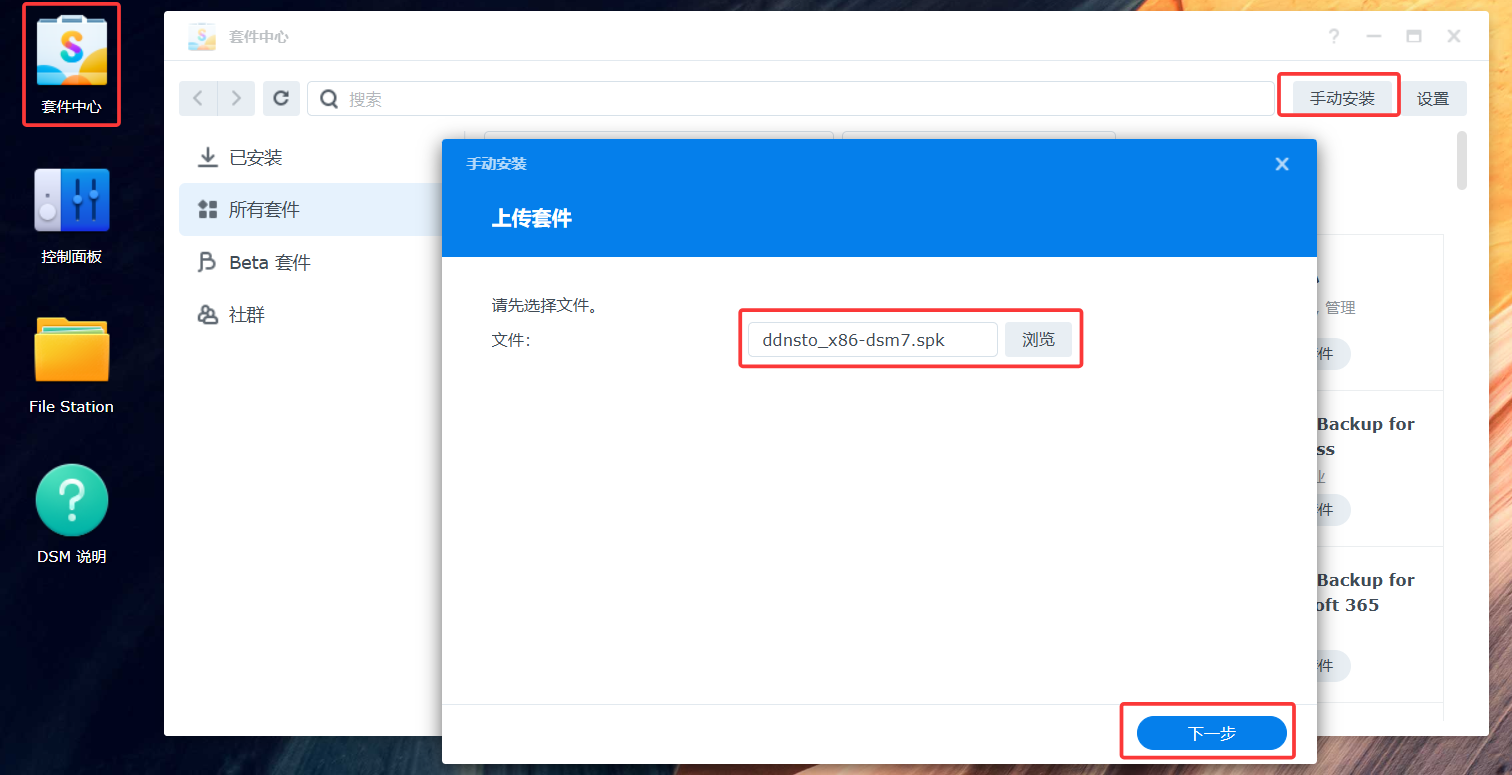 套件中心
控制面板
File Station
DSM 说明
套件中心
搜索
手动安装
设置
已安装
所有套件
Beta 套件
社群
手动安装
上传套件
请先选择文件。
文件:
ddnsto_x86-dsm7.spk
浏览
下一步
, 管理
件
Backup for
ss
业
件
Backup for
oft 365
件